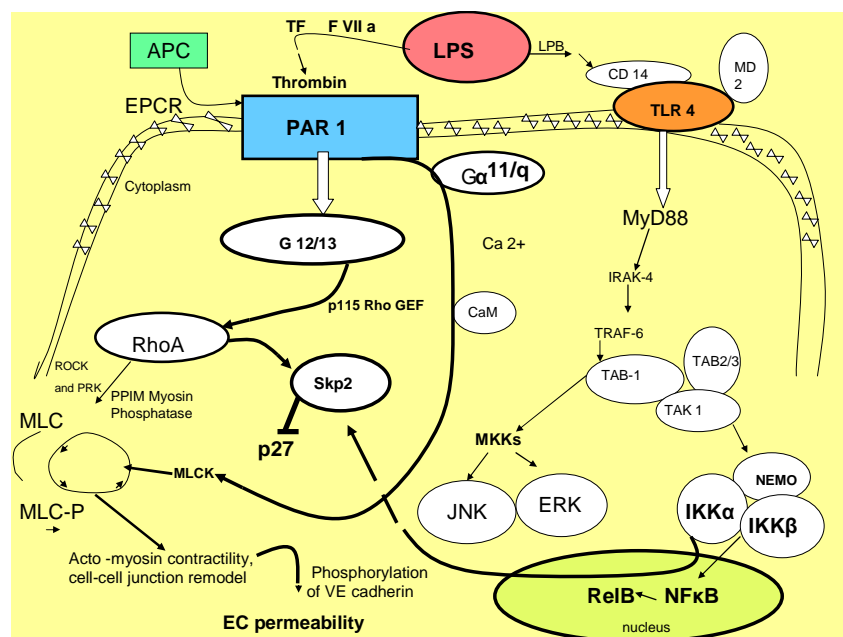 TF F VII a
LPS
LPB
APC
CD 14
MD
2
Thrombin
EPCR
PAR 1
TLR 4
Cytoplasm
Gα11/q
MyD88
G 12/13
Ca 2+
IRAK-4
p115 Rho GEF
CaM
RhoA
TRAF-6
TAB2/3
TAB-1
ROCK
and PRK
PPIM Myosin
Phosphatase
Skp2
TAK 1
MLC
p27
MKKs
MLCK
NEMO
MLC-P
JNK
ERK
IKKα
IKKβ
Acto -myosin contractility,
cell-cell junction remodel
Phosphorylation
of VE cadherin
RelB
NFκB
EC permeability
nucleus